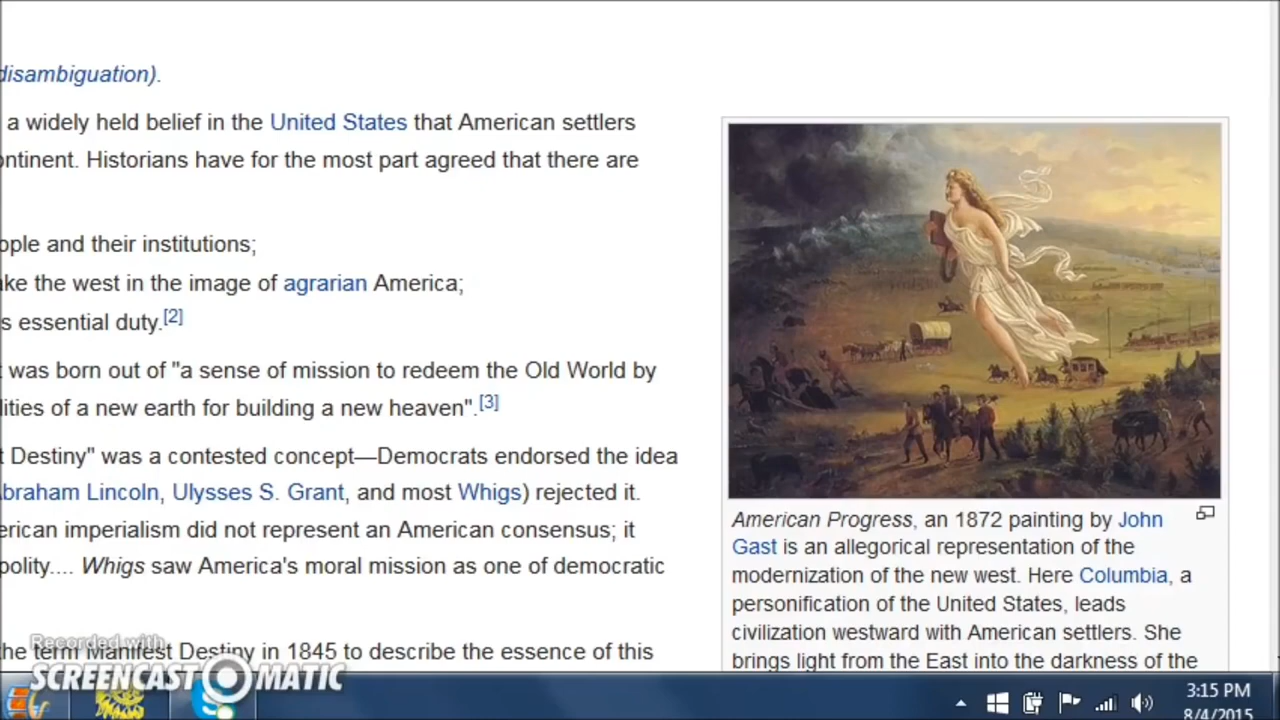 disambiguation).
a widely held belief in the United States that American settlers
ontinent. Historians have for the most part agreed that there are
ople and their institutions;
ake the west in the image of agrarian America;
s essential duty.[2]
was born out of "a sense of mission to redeem the Old World by
lities of a new earth for building a new heaven".[3]
t Destiny" was a contested concept—Democrats endorsed the idea
Abraham Lincoln, Ulysses S. Grant, and most Whigs) rejected it.
erican imperialism did not represent an American consensus; it
polity.... Whigs saw America's moral mission as one of democratic
the term Manifest Destiny in 1845 to describe the essence of this
American Progress, an 1872 painting by John
Gast is an allegorical representation of the
modernization of the new west. Here Columbia, a
personification of the United States, leads
civilization westward with American settlers. She
brings light from the East into the darkness of the
Recorded with
SCREENCAST MATIC
3:15 PM
8/4/2015